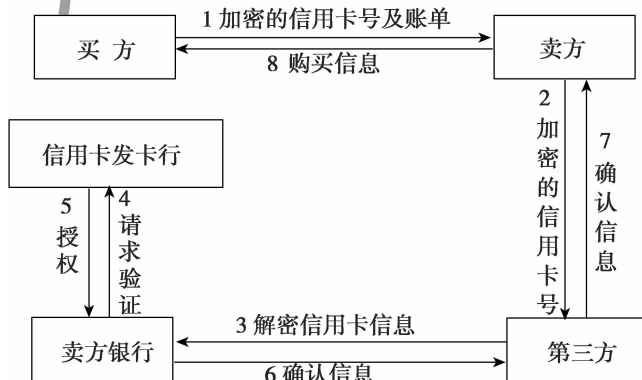 1 加密的信用卡号及账单
买 方
卖方
8 购买信息
信用卡发卡行
2 加密的信用卡号
7 确认信息
5 授权
4 请求验证
3 解密信用卡信息
卖方银行
第三方
6 确认信息